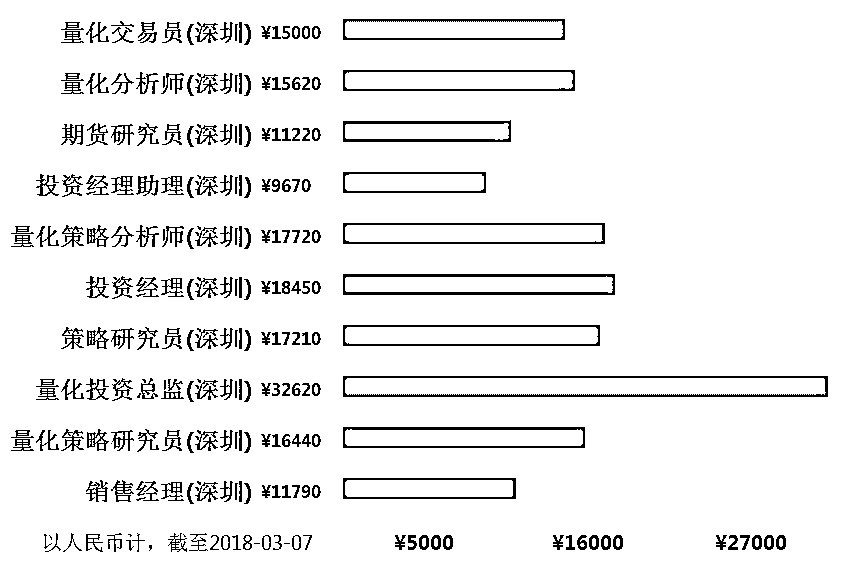 量化交易员(深圳) ¥15000
量化分析师(深圳) ¥15620
期货研究员(深圳) ¥11220
投资经理助理(深圳) ¥9670
量化策略分析师(深圳) ¥17720
投资经理(深圳) ¥18450
策略研究员(深圳) ¥17210
量化投资总监(深圳) ¥32620
量化策略研究员(深圳) ¥16440
销售经理(深圳) ¥11790
以人民币计，截至2018-03-07 ¥5000 ¥16000 ¥27000